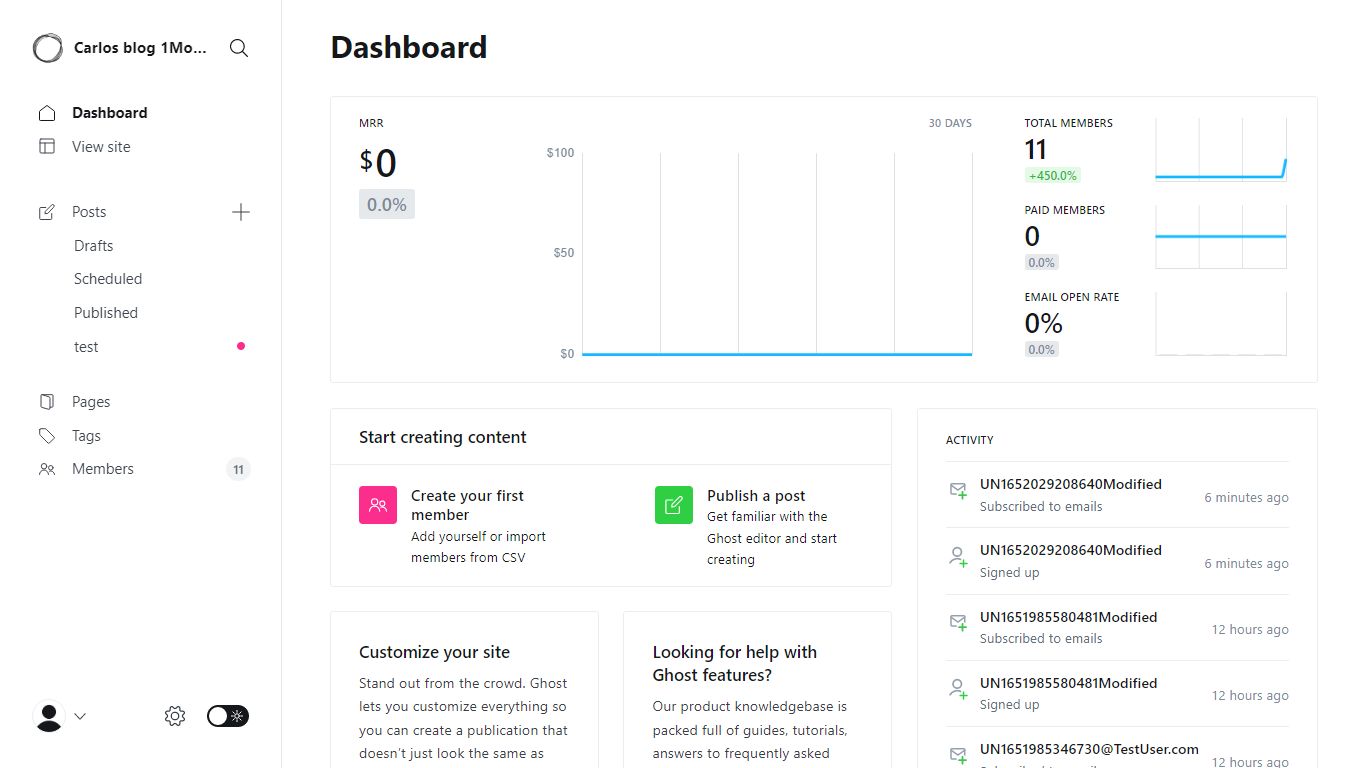 Carlos blog 1Mo...
Dashboard
View site
Posts
Drafts
Scheduled
Published
test
Pages
Tags
Members
11
Dashboard
MRR
$0
0.0%
30 DAYS
$100
$50
$0
TOTAL MEMBERS
11
+450.0%
PAID MEMBERS
0
0.0%
EMAIL OPEN RATE
0%
0.0%
Start creating content
Create your first
member
Add yourself or import
members from CSV
Publish a post
Get familiar with the
Ghost editor and start
creating
Customize your site
Stand out from the crowd. Ghost
lets you customize everything so
you can create a publication that
doesn't just look the same as
Looking for help with
Ghost features?
Our product knowledgebase is
packed full of guides, tutorials,
answers to frequently asked
ACTIVITY
UN1652029208640Modified
Subscribed to emails
6 minutes ago
UN1652029208640Modified
Signed up
6 minutes ago
UN1651985580481Modified
Subscribed to emails
12 hours ago
UN1651985580481Modified
Signed up
12 hours ago
UN1651985346730@TestUser.com
Subscribed to emails
12 hours ago